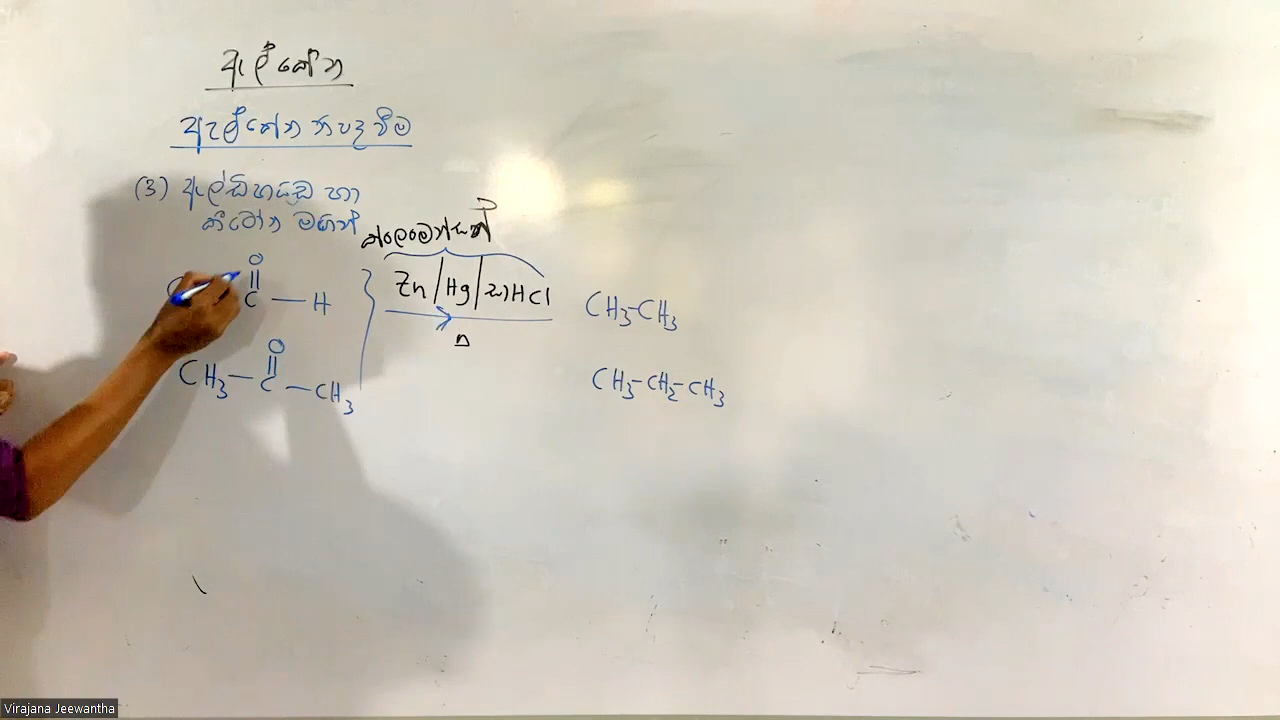 ඇල්කේන
ඇල්කේන නිපදවීම
(3) ඇල්ඩිහයිඩ හා
කීටෝන මගින්
ක්ලෙමෙන්සන්
O
C — H
Zn/Hg/සාHCl
CH3-CH3
Δ
O
CH3 — C — CH3
CH3-CH2-CH3
Virajana Jeewantha